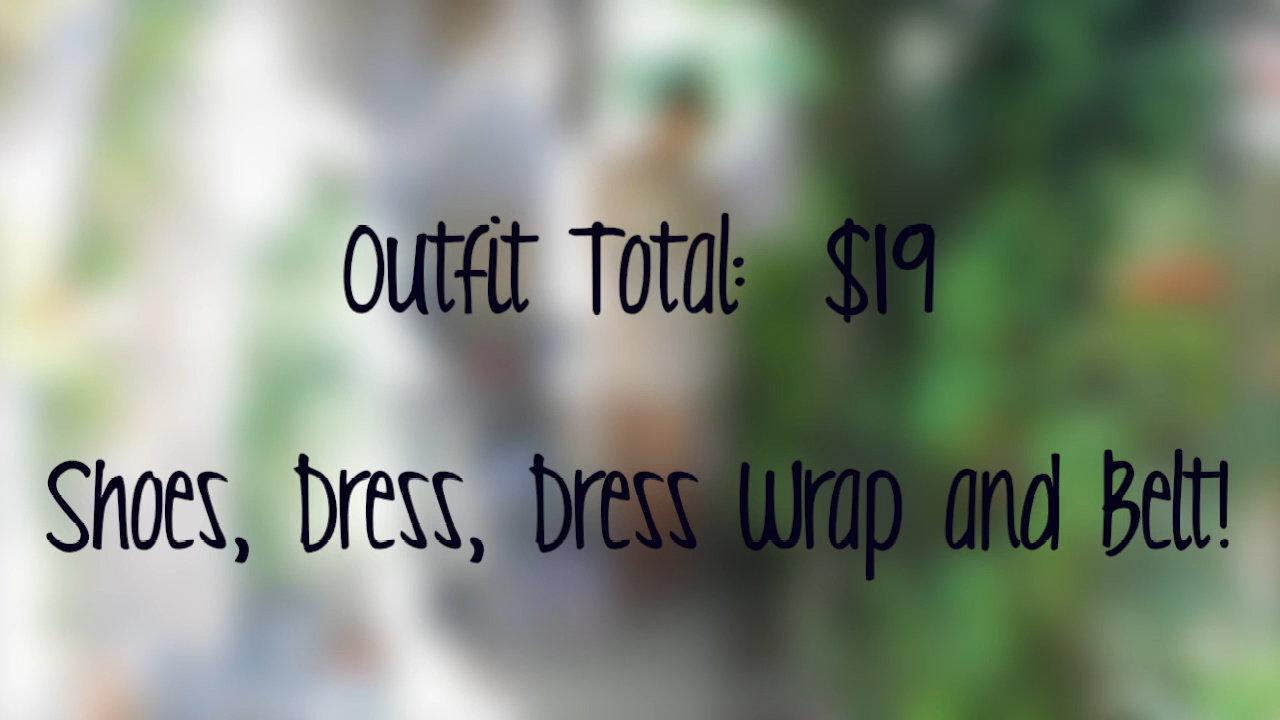 Outfit Total: $19
Shoes, Dress, Dress Wrap and Belt!